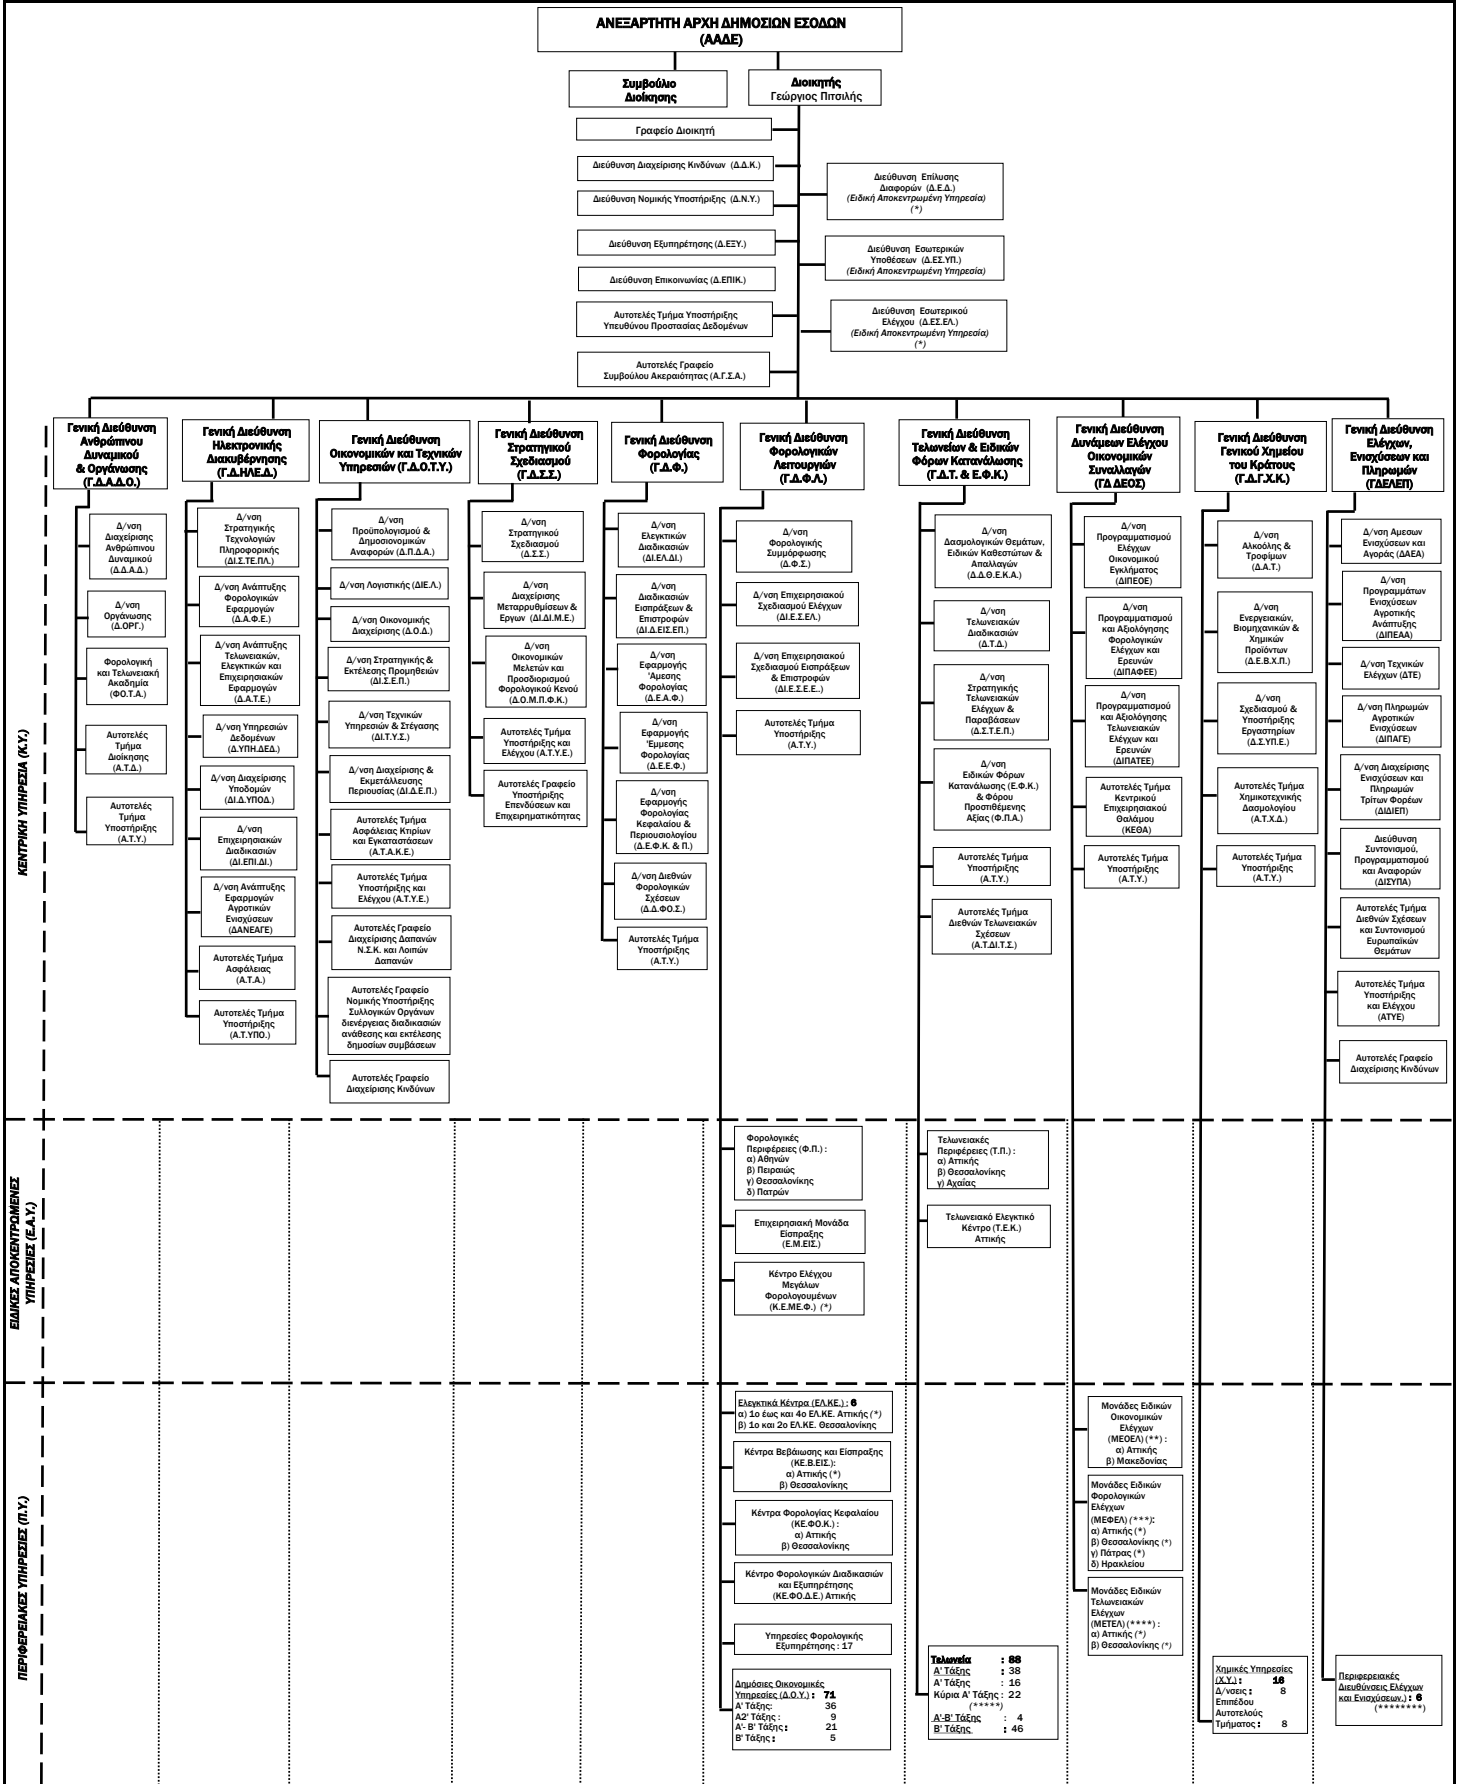 ΑΝΕΞΑΡΤΗΤΗ ΑΡΧΗ ΔΗΜΟΣΙΩΝ ΕΣΟΔΩΝ
(ΑΑΔΕ)
Συμβούλιο
Διοίκησης
Διοικητής
Γεώργιος Πιτσιλής
Γραφείο Διοικητή
Διεύθυνση Διαχείρισης Κινδύνων (Δ.Δ.Κ.)
Διεύθυνση Νομικής Υποστήριξης (Δ.Ν.Υ.)
Διεύθυνση Εξυπηρέτησης (Δ.ΕΞΥ.)
Διεύθυνση Επικοινωνίας (Δ.ΕΠΙΚ.)
Αυτοτελές Τμήμα Υποστήριξης
Υπευθύνου Προστασίας Δεδομένων
Αυτοτελές Γραφείο
Συμβούλου Ακεραιότητας (Α.Γ.Σ.Α.)
Διεύθυνση Επίλυσης
Διαφορών (Δ.Ε.Δ.)
(Ειδική Αποκεντρωμένη Υπηρεσία)
(*)
Διεύθυνση Εσωτερικών
Υποθέσεων (Δ.ΕΣ.ΥΠ.)
(Ειδική Αποκεντρωμένη Υπηρεσία)
Διεύθυνση Εσωτερικού
Ελέγχου (Δ.ΕΣ.ΕΛ.)
(Ειδική Αποκεντρωμένη Υπηρεσία)
(*)
ΚΕΝΤΡΙΚΗ ΥΠΗΡΕΣΙΑ (Κ.Υ.)
Γενική Διεύθυνση
Ανθρώπινου
Δυναμικού
& Οργάνωσης
(Γ.Δ.Α.Δ.Ο.)
Δ/νση
Διαχείρισης
Ανθρώπινου
Δυναμικού
(Δ.Δ.Α.Δ.)
Δ/νση
Οργάνωσης
(Δ.ΟΡΓ.)
Φορολογική
και Τελωνειακή
Ακαδημία
(ΦΟ.Τ.Α.)
Αυτοτελές
Τμήμα
Διοίκησης
(Α.Τ.Δ.)
Αυτοτελές
Τμήμα
Υποστήριξης
(Α.Τ.Υ.)
Γενική Διεύθυνση
Ηλεκτρονικής
Διακυβέρνησης
(Γ.Δ.ΗΛΕ.Δ.)
Δ/νση
Στρατηγικής
Τεχνολογιών
Πληροφορικής
(ΔΙ.Σ.ΤΕ.ΠΛ.)
Δ/νση Ανάπτυξης
Φορολογικών
Εφαρμογών
(Δ.Α.Φ.Ε.)
Δ/νση Ανάπτυξης
Τελωνειακών,
Ελεγκτικών και
Επιχειρησιακών
Εφαρμογών
(Δ.Α.Τ.Ε.)
Δ/νση Υπηρεσιών
Δεδομένων
(Δ.ΥΠΗ.ΔΕΔ.)
Δ/νση Διαχείρισης
Υποδομών
(ΔΙ.Δ.ΥΠΟΔ.)
Δ/νση
Επιχειρησιακών
Διαδικασιών
(ΔΙ.ΕΠΙ.ΔΙ.)
Δ/νση Ανάπτυξης
Εφαρμογών
Αγροτικών
Ενισχύσεων
(ΔΑΝΕΑΓΕ)
Αυτοτελές Τμήμα
Ασφάλειας
(Α.Τ.Α.)
Αυτοτελές Τμήμα
Υποστήριξης
(Α.Τ.ΥΠΟ.)
Γενική Διεύθυνση
Οικονομικών και Τεχνικών
Υπηρεσιών (Γ.Δ.Ο.Τ.Υ.)
Δ/νση
Προϋπολογισμού &
Δημοσιονομικών
Αναφορών (Δ.Π.Δ.Α.)
Δ/νση Λογιστικής (ΔΙΕ.Λ.)
Δ/νση Οικονομικής
Διαχείρισης (Δ.Ο.Δ.)
Δ/νση Στρατηγικής &
Εκτέλεσης Προμηθειών
(ΔΙ.Σ.Ε.Π.)
Δ/νση Τεχνικών
Υπηρεσιών & Στέγασης
(ΔΙ.Τ.Υ.Σ.)
Δ/νση Διαχείρισης &
Εκμετάλλευσης
Περιουσίας (ΔΙ.Δ.Ε.Π.)
Αυτοτελές Τμήμα
Ασφάλειας Κτιρίων
και Εγκαταστάσεων
(Α.Τ.Α.Κ.Ε.)
Αυτοτελές Τμήμα
Υποστήριξης και
Ελέγχου (Α.Τ.Υ.Ε.)
Αυτοτελές Γραφείο
Διαχείρισης Δαπανών
Ν.Σ.Κ. και Λοιπών
Δαπανών
Αυτοτελές Γραφείο
Νομικής Υποστήριξης
Συλλογικών Οργάνων
διενέργειας διαδικασιών
ανάθεσης και εκτέλεσης
δημοσίων συμβάσεων
Αυτοτελές Γραφείο
Διαχείρισης Κινδύνων
Γενική Διεύθυνση
Στρατηγικού
Σχεδιασμού
(Γ.Δ.Σ.Σ.)
Δ/νση
Στρατηγικού
Σχεδιασμού
(Δ.Σ.Σ.)
Δ/νση
Διαχείρισης
Μεταρρυθμίσεων &
Εργων (ΔΙ.ΔΙ.Μ.Ε.)
Δ/νση
Οικονομικών
Μελετών και
Προσδιορισμού
Φορολογικού Κενού
(Δ.Ο.Μ.Π.Φ.Κ.)
Αυτοτελές Τμήμα
Υποστήριξης και
Ελέγχου (Α.Τ.Υ.Ε.)
Αυτοτελές Γραφείο
Υποστήριξης
Επενδύσεων και
Επιχειρηματικότητας
Γενική Διεύθυνση
Φορολογίας
(Γ.Δ.Φ.)
Δ/νση
Ελεγκτικών
Διαδικασιών
(ΔΙ.ΕΛ.ΔΙ.)
Δ/νση
Διαδικασιών
Εισπράξεων &
Επιστροφών
(ΔΙ.Δ.ΕΙΣ.ΕΠ.)
Δ/νση
Εφαρμογής
Άμεσης
Φορολογίας
(Δ.Ε.Α.Φ.)
Δ/νση
Εφαρμογής
Έμμεσης
Φορολογίας
(Δ.Ε.Ε.Φ.)
Δ/νση
Εφαρμογής
Φορολογίας
Κεφαλαίου &
Περιουσιολογίου
(Δ.Ε.Φ.Κ. & Π.)
Δ/νση Διεθνών
Φορολογικών
Σχέσεων
(Δ.Δ.ΦΟ.Σ.)
Αυτοτελές Τμήμα
Υποστήριξης
(Α.Τ.Υ.)
Γενική Διεύθυνση
Φορολογικών
Λειτουργιών
(Γ.Δ.Φ.Λ.)
Δ/νση
Φορολογικής
Συμμόρφωσης
(Δ.Φ.Σ.)
Δ/νση Επιχειρησιακού
Σχεδιασμού Ελέγχων
(ΔΙ.Ε.Σ.ΕΛ.)
Δ/νση Επιχειρησιακού
Σχεδιασμού Εισπράξεων
& Επιστροφών
(ΔΙ.Ε.Σ.Ε.Ε..)
Αυτοτελές Τμήμα
Υποστήριξης
(Α.Τ.Υ.)
Γενική Διεύθυνση
Τελωνείων & Ειδικών
Φόρων Κατανάλωσης
(Γ.Δ.Τ. & Ε.Φ.Κ.)
Δ/νση
Δασμολογικών Θεμάτων,
Ειδικών Καθεστώτων &
Απαλλαγών
(Δ.Δ.Θ.Ε.Κ.Α.)
Δ/νση
Τελωνειακών
Διαδικασιών
(Δ.Τ.Δ.)
Δ/νση
Στρατηγικής
Τελωνειακών
Ελέγχων &
Παραβάσεων
(Δ.Σ.Τ.Ε.Π.)
Δ/νση
Ειδικών Φόρων
Κατανάλωσης (Ε.Φ.Κ.)
& Φόρου
Προστιθέμενης
Αξίας (Φ.Π.Α.)
Αυτοτελές Τμήμα
Υποστήριξης
(Α.Τ.Υ.)
Αυτοτελές Τμήμα
Διεθνών Τελωνειακών
Σχέσεων
(Α.Τ.ΔΙ.Τ.Σ.)
Γενική Διεύθυνση
Δυνάμεων Ελέγχου
Οικονομικών
Συναλλαγών
(ΓΔ ΔΕΟΣ)
Δ/νση
Προγραμματισμού
Ελέγχων
Οικονομικού
Εγκλήματος
(ΔΙΠΕΟΕ)
Δ/νση
Προγραμματισμού
και Αξιολόγησης
Φορολογικών
Ελέγχων και
Ερευνών
(ΔΙΠΑΦΕΕ)
Δ/νση
Προγραμματισμού
και Αξιολόγησης
Τελωνειακών
Ελέγχων και
Ερευνών
(ΔΙΠΑΤΕΕ)
Αυτοτελές Τμήμα
Κεντρικού
Επιχειρησιακού
Θαλάμου
(ΚΕΘΑ)
Αυτοτελές Τμήμα
Υποστήριξης
(Α.Τ.Υ.)
Γενική Διεύθυνση
Γενικού Χημείου
του Κράτους
(Γ.Δ.Γ.Χ.Κ.)
Δ/νση
Αλκοόλης &
Τροφίμων
(Δ.Α.Τ.)
Δ/νση
Ενεργειακών,
Βιομηχανικών &
Χημικών
Προϊόντων
(Δ.Ε.Β.Χ.Π.)
Δ/νση
Σχεδιασμού &
Υποστήριξης
Εργαστηρίων
(Δ.Σ.ΥΠ.Ε.)
Αυτοτελές Τμήμα
Χημικοτεχνικής
Δασμολογίου
(Α.Τ.Χ.Δ.)
Αυτοτελές Τμήμα
Υποστήριξης
(Α.Τ.Υ.)
Γενική Διεύθυνση
Ελέγχων,
Ενισχύσεων και
Πληρωμών
(ΓΔΕΛΕΠ)
Δ/νση Αμεσων
Ενισχύσεων και
Αγοράς (ΔΑΕΑ)
Δ/νση
Προγραμμάτων
Ενισχύσεων
Αγροτικής
Ανάπτυξης
(ΔΙΠΕΑΑ)
Δ/νση Τεχνικών
Ελέγχων (ΔΤΕ)
Δ/νση Πληρωμών
Αγροτικών
Ενισχύσεων
(ΔΙΠΑΓΕ)
Δ/νση Διαχείρισης
Ενισχύσεων και
Πληρωμών
Τρίτων Φορέων
(ΔΙΔΙΕΠ)
Διεύθυνση
Συντονισμού,
Προγραμματισμού
και Αναφορών
(ΔΙΣΥΠΑ)
Αυτοτελές Τμήμα
Διεθνών Σχέσεων
και Συντονισμού
Ευρωπαϊκών
Θεμάτων
Αυτοτελές Τμήμα
Υποστήριξης
και Ελέγχου
(ΑΤΥΕ)
Αυτοτελές Γραφείο
Διαχείρισης Κινδύνων
ΕΙΔΙΚΕΣ ΑΠΟΚΕΝΤΡΩΜΕΝΕΣ
ΥΠΗΡΕΣΙΕΣ (Ε.Α.Υ.)
Φορολογικές
Περιφέρειες (Φ.Π.) :
α) Αθηνών
β) Πειραιώς
γ) Θεσσαλονίκης
δ) Πατρών
Επιχειρησιακή Μονάδα
Είσπραξης
(Ε.Μ.ΕΙΣ.)
Κέντρο Ελέγχου
Μεγάλων
Φορολογουμένων
(Κ.Ε.ΜΕ.Φ.) (*)
Τελωνειακές
Περιφέρειες (Τ.Π.) :
α) Αττικής
β) Θεσσαλονίκης
γ) Αχαΐας
Τελωνειακό Ελεγκτικό
Κέντρο (Τ.Ε.Κ.)
Αττικής
ΠΕΡΙΦΕΡΕΙΑΚΕΣ ΥΠΗΡΕΣΙΕΣ (Π.Υ.)
Ελεγκτικά Κέντρα (ΕΛ.ΚΕ.) : 6
α) 1ο έως και 4ο ΕΛ.ΚΕ. Αττικής (*)
β) 1ο και 2ο ΕΛ.ΚΕ. Θεσσαλονίκης
Κέντρα Βεβαίωσης και Είσπραξης
(ΚΕ.Β.ΕΙΣ.):
α) Αττικής (*)
β) Θεσσαλονίκης
Κέντρα Φορολογίας Κεφαλαίου
(ΚΕ.ΦΟ.Κ.) :
α) Αττικής
β) Θεσσαλονίκης
Κέντρο Φορολογικών Διαδικασιών
και Εξυπηρέτησης
(ΚΕ.ΦΟ.Δ.Ε.) Αττικής
Υπηρεσίες Φορολογικής
Εξυπηρέτησης : 17
Δημόσιες Οικονομικές
Υπηρεσίες (Δ.Ο.Υ.) : 71
Α' Τάξης: 36
Α2' Τάξης : 9
Α'- Β' Τάξης : 21
Β' Τάξης : 5
Τελωνεία : 88
Α' Τάξης : 38
Α' Τάξης : 16
Κύρια Α' Τάξης : 22
(*****)
Α'-Β' Τάξης : 4
Β' Τάξης : 46
Μονάδες Ειδικών
Οικονομικών
Ελέγχων
(ΜΕΟΕΛ) (**) :
α) Αττικής
β) Μακεδονίας
Μονάδες Ειδικών
Φορολογικών
Ελέγχων
(ΜΕΦΕΛ) (***):
α) Αττικής (*)
β) Θεσσαλονίκης (*)
γ) Πάτρας (*)
δ) Ηρακλείου
Μονάδες Ειδικών
Τελωνειακών
Ελέγχων
(ΜΕΤΕΛ) (****) :
α) Αττικής (*)
β) Θεσσαλονίκης (*)
Χημικές Υπηρεσίες
(Χ.Υ.) : 16
Δ/νσεις : 8
Επιπέδου
Αυτοτελούς
Τμήματος : 8
Περιφερειακές
Διευθύνσεις Ελέγχων
και Ενισχύσεων.) : 6
(********)